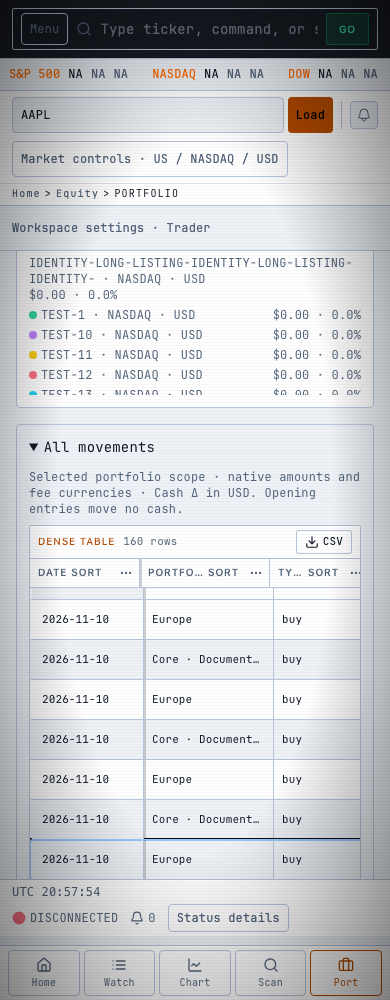 Menu Type ticker, command, or s GO
S&P 500 NA NA NA NASDAQ NA NA NA DOW NA NA NA
AAPL Load
Market controls · US / NASDAQ / USD
Home > Equity > PORTFOLIO
Workspace settings · Trader
IDENTITY-LONG-LISTING-IDENTITY-LONG-LISTING-
IDENTITY- · NASDAQ · USD
$0.00 · 0.0%
TEST-1 · NASDAQ · USD $0.00 · 0.0%
TEST-10 · NASDAQ · USD $0.00 · 0.0%
TEST-11 · NASDAQ · USD $0.00 · 0.0%
TEST-12 · NASDAQ · USD $0.00 · 0.0%
TEST-13 · NASDAQ · USD $0.00 · 0.0%
▼ All movements
Selected portfolio scope · native amounts and
fee currencies · Cash Δ in USD. Opening
entries move no cash.
DENSE TABLE 160 rows CSV
DATE SORT ... PORTFO... SORT ... TY... SORT ...
2026-11-10 Europe buy
2026-11-10 Core · Document... buy
2026-11-10 Europe buy
2026-11-10 Core · Document... buy
2026-11-10 Europe buy
2026-11-10 Core · Document... buy
2026-11-10 Europe buy
UTC 20:57:54
DISCONNECTED 0 Status details
Home Watch Chart Scan Port